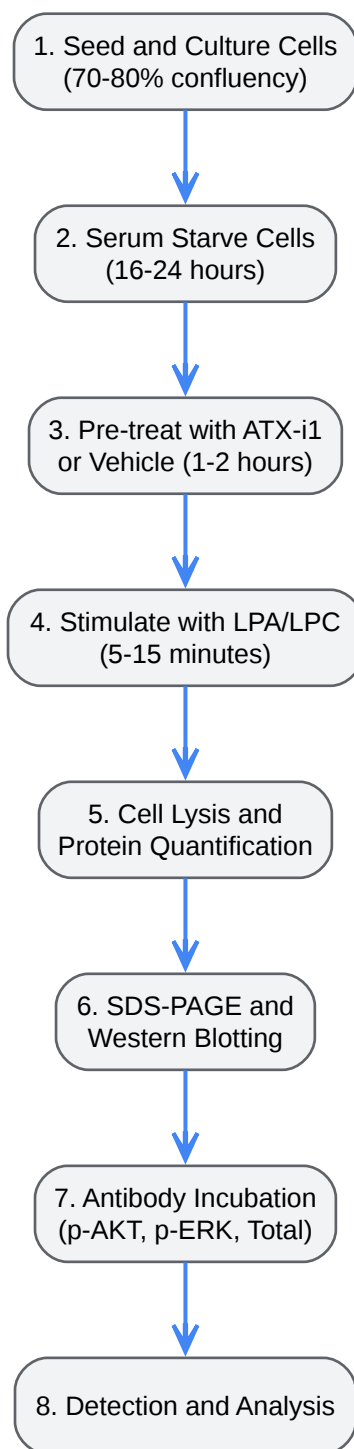 1. Seed and Culture Cells
(70-80% confluency)
2. Serum Starve Cells
(16-24 hours)
3. Pre-treat with ATX-i1
or Vehicle (1-2 hours)
4. Stimulate with LPA/LPC
(5-15 minutes)
5. Cell Lysis and
Protein Quantification
6. SDS-PAGE and
Western Blotting
7. Antibody Incubation
(p-AKT, p-ERK, Total)
8. Detection and Analysis